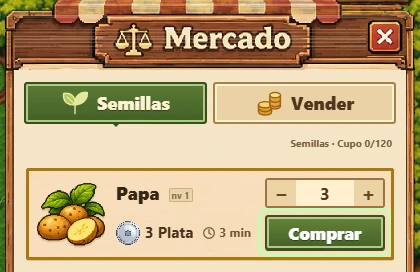 Mercado
Semillas
Vender
Semillas · Cupo 0/120
Papa nv 1
− 3 +
3 Plata 3 min
Comprar